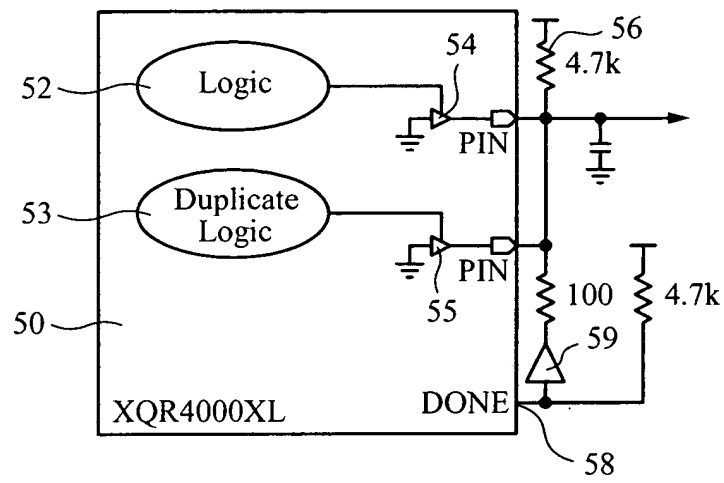 52
Logic
54
56
4.7k
PIN
53
Duplicate
Logic
PIN
50
55
100
4.7k
59
XQR4000XL
DONE
58